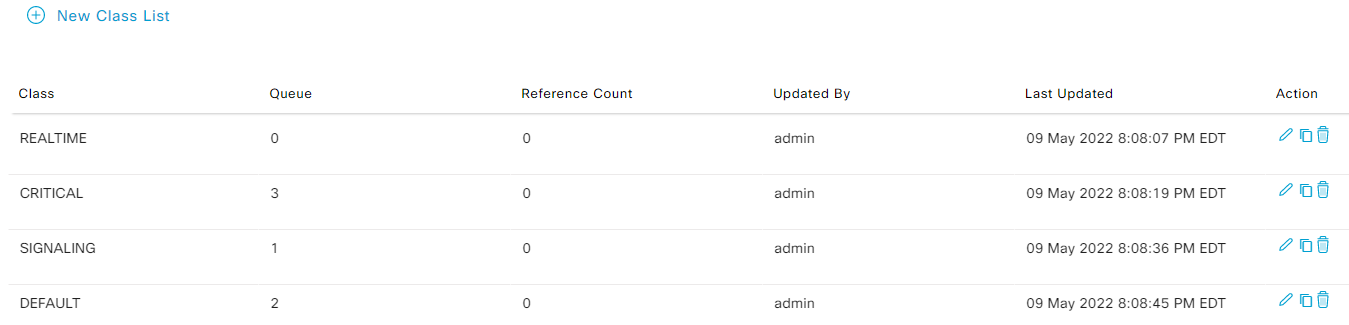 New Class List
Class Queue Reference Count Updated By Last Updated Action
REALTIME 0 0 admin 09 May 2022 8:08:07 PM EDT
CRITICAL 3 0 admin 09 May 2022 8:08:19 PM EDT
SIGNALING 1 0 admin 09 May 2022 8:08:36 PM EDT
DEFAULT 2 0 admin 09 May 2022 8:08:45 PM EDT